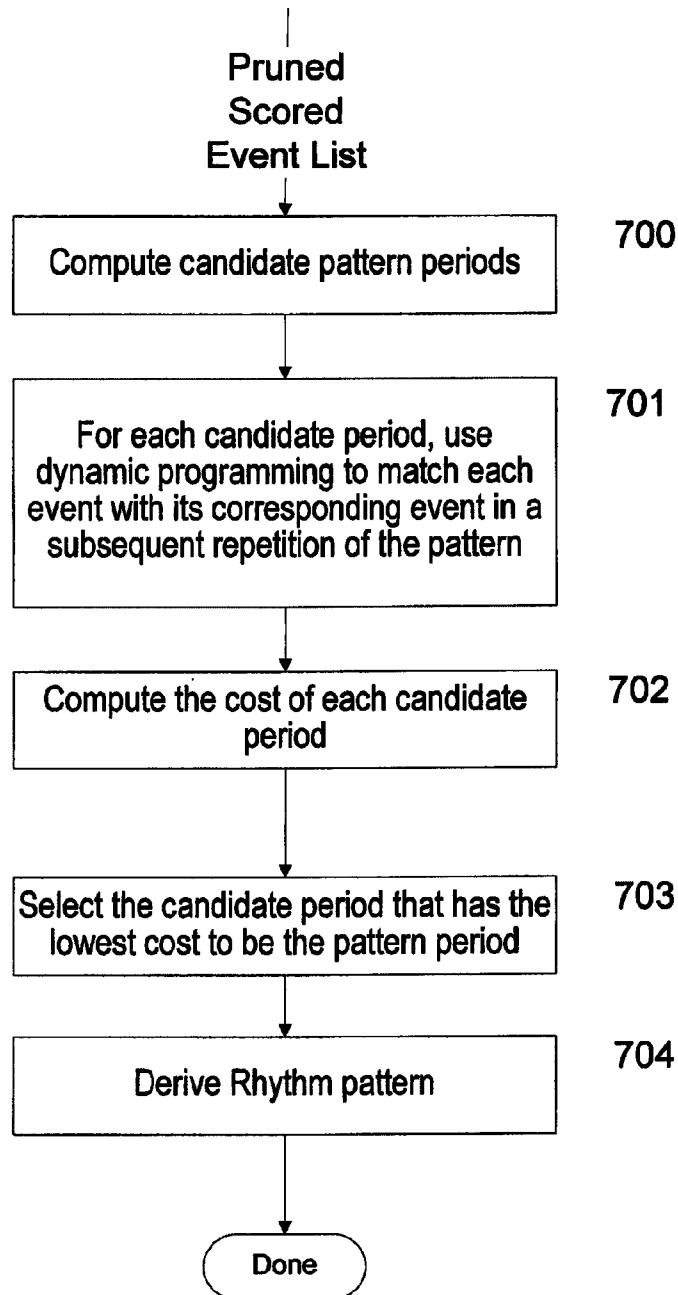 Pruned
Scored
Event List
700
Compute candidate pattern periods
701
For each candidate period, use
dynamic programming to match each
event with its corresponding event in a
subsequent repetition of the pattern
702
Compute the cost of each candidate
period
703
Select the candidate period that has the
lowest cost to be the pattern period
704
Derive Rhythm pattern
Done